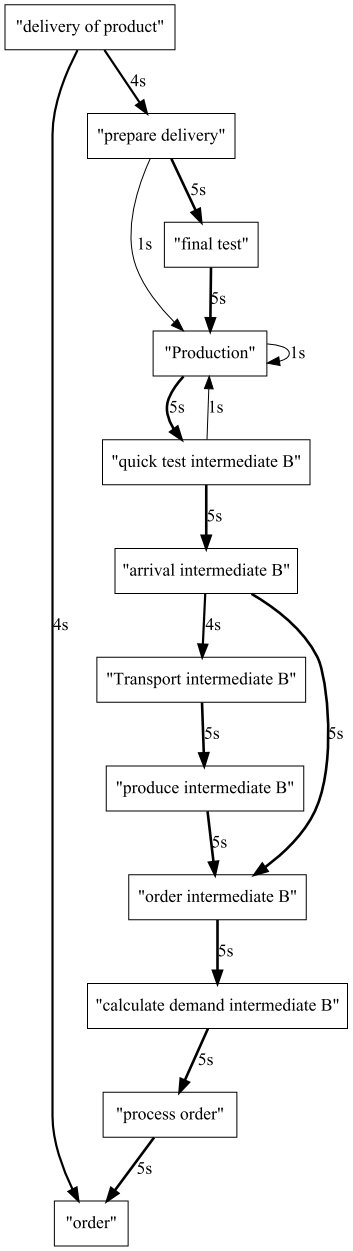 "delivery of product"
4s
"prepare delivery"
5s
1s
"final test"
5s
"Production"
1s
5s
1s
"quick test intermediate B"
5s
"arrival intermediate B"
4s
4s
"Transport intermediate B"
5s
5s
"produce intermediate B"
5s
"order intermediate B"
5s
"calculate demand intermediate B"
5s
"process order"
5s
"order"